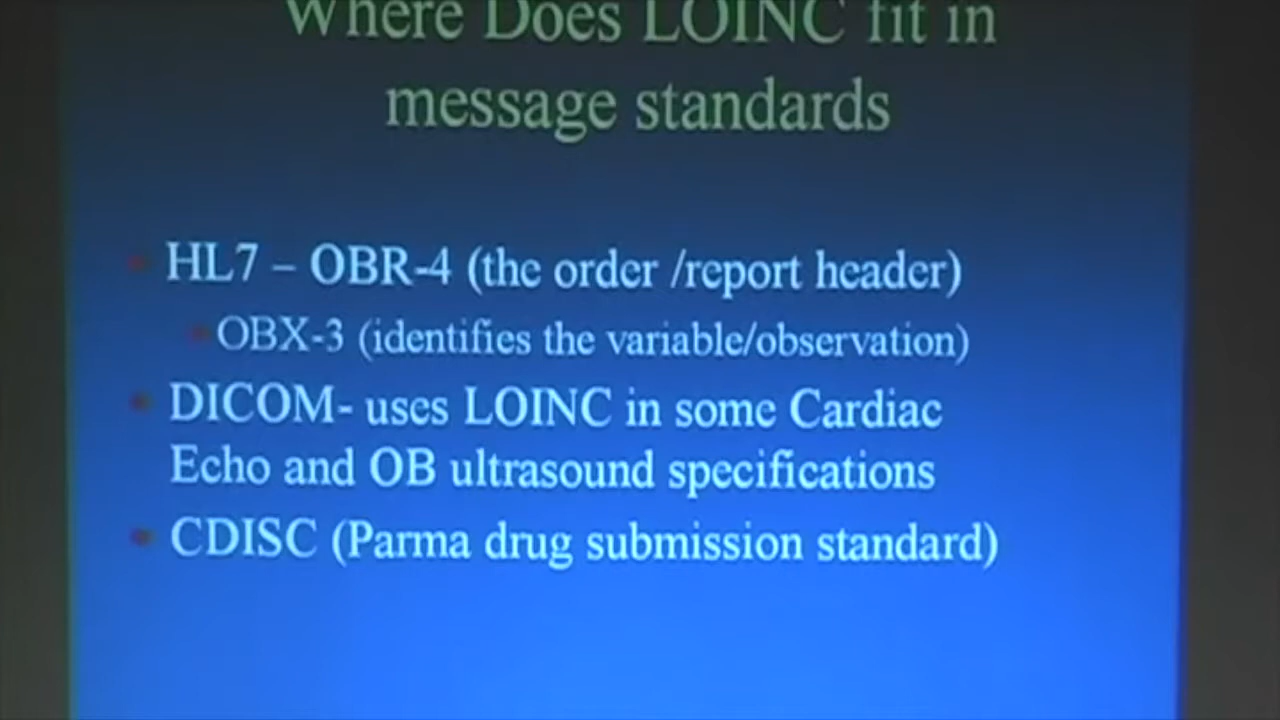 Where Does LOINC fit in
message standards
HL7 – OBR-4 (the order /report header)
OBX-3 (identifies the variable/observation)
DICOM- uses LOINC in some Cardiac
Echo and OB ultrasound specifications
CDISC (Parma drug submission standard)